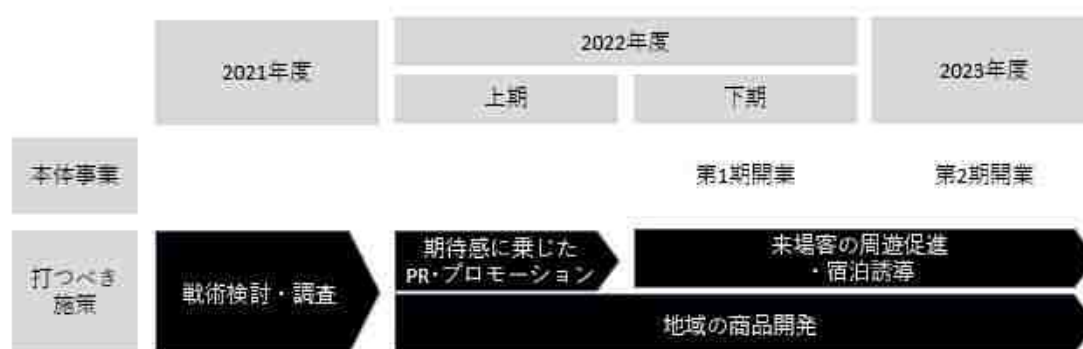 2021年度
2022年度
2023年度
上期
下期
本体事業
第1期開業
第2期開業
打つべき
施策
戦術検討・調査
期待感に乗じた
PR・プロモーション
来場客の周遊促進
・宿泊誘導
地域の商品開発